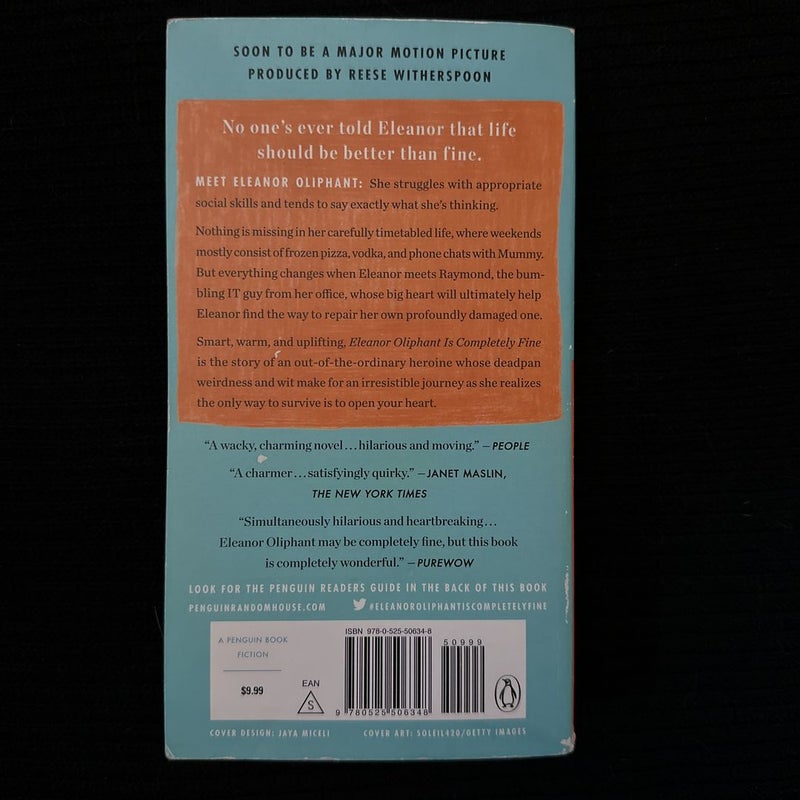 SOON TO BE A MAJOR MOTION PICTURE
PRODUCED BY REESE WITHERSPOON
No one's ever told Eleanor that life
should be better than fine.
MEET ELEANOR OLIPHANT: She struggles with appropriate
social skills and tends to say exactly what she's thinking.
Nothing is missing in her carefully timetabled life, where weekends
mostly consist of frozen pizza, vodka, and phone chats with Mummy.
But everything changes when Eleanor meets Raymond, the bum-
bling IT guy from her office, whose big heart will ultimately help
Eleanor find the way to repair her own profoundly damaged one.
Smart, warm, and uplifting, Eleanor Oliphant Is Completely Fine
is the story of an out-of-the-ordinary heroine whose deadpan
weirdness and wit make for an irresistible journey as she realizes
the only way to survive is to open your heart.
“A wacky, charming novel...hilarious and moving.” —PEOPLE
“A charmer...satisfyingly quirky.” —JANET MASLIN,
THE NEW YORK TIMES
“Simultaneously hilarious and heartbreaking...
Eleanor Oliphant may be completely fine, but this book
is completely wonderful.” —PUREWOW
LOOK FOR THE PENGUIN READERS GUIDE IN THE BACK OF THIS BOOK
PENGUINRANDOMHOUSE.COM #ELEANOROLIPHANTISCOMPLETELYFINE
A PENGUIN BOOK
FICTION
$9.99
EAN
S
ISBN 978-0-525-50634-8
50999
9 780525 506348
COVER DESIGN: JAYA MICELI COVER ART: SOLEIL420/GETTY IMAGES